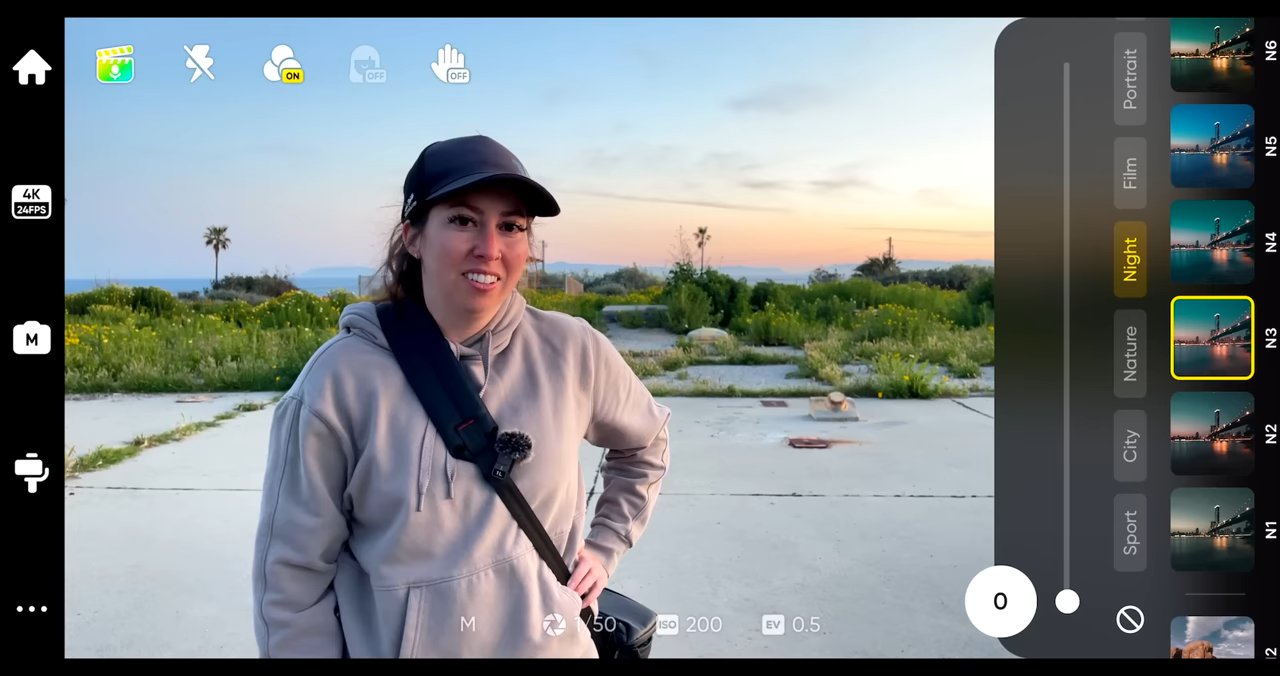 ON
OFF
OFF
4K
24FPS
M
M
1/50
ISO 200
EV 0.5
0
Portrait
Film
Night
Nature
City
Sport
N6
N5
N4
N3
N2
N1